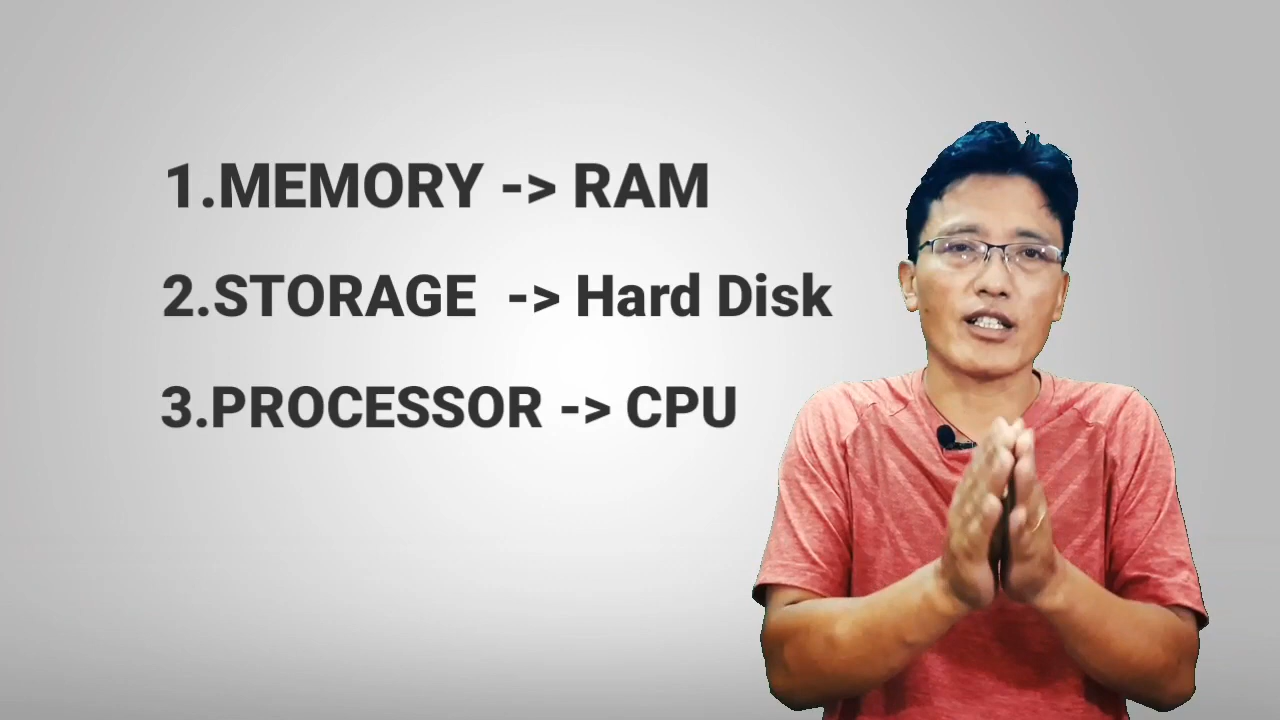 1.MEMORY -> RAM
2.STORAGE -> Hard Disk
3.PROCESSOR -> CPU